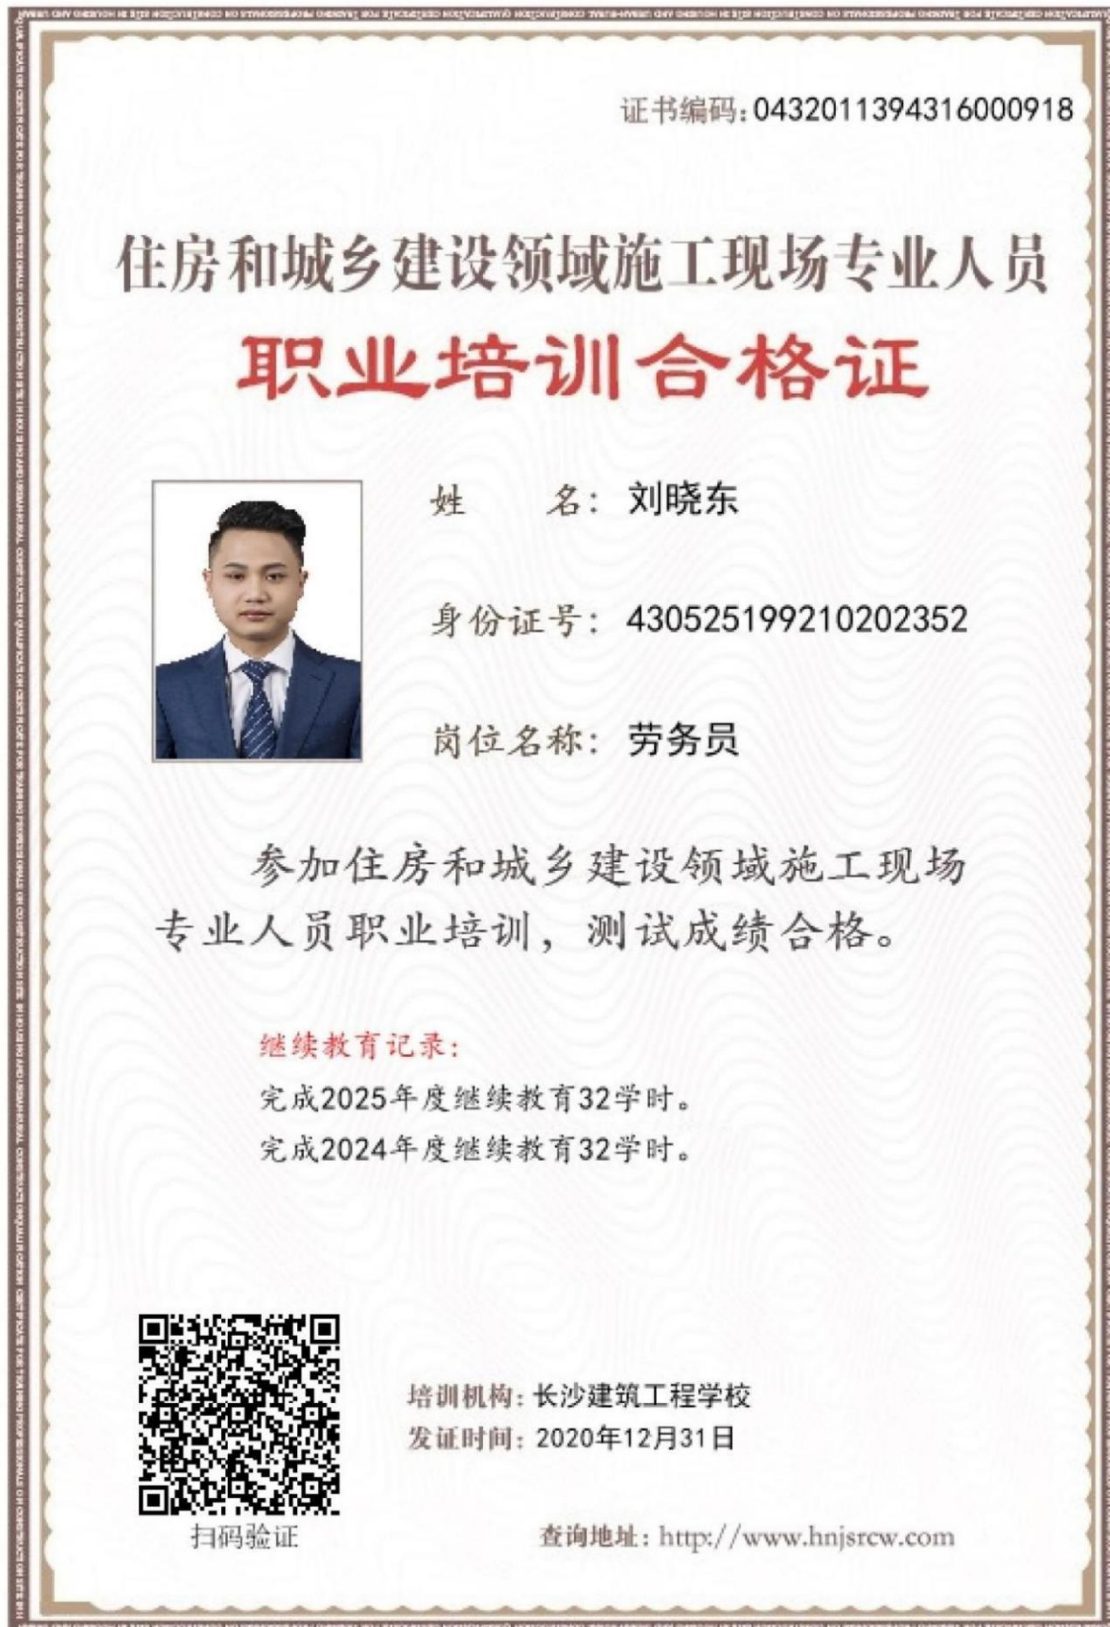 证书编码:0432011394316000918
住房和城乡建设领域施工现场专业人员
职业培训合格证
姓 名: 刘晓东
身份证号: 430525199210202352
岗位名称: 劳务员
参加住房和城乡建设领域施工现场
专业人员职业培训，测试成绩合格。
继续教育记录:
完成2025年度继续教育32学时。
完成2024年度继续教育32学时。
培训机构: 长沙建筑工程学校
发证时间: 2020年12月31日
扫码验证
查询地址: http://www.hnjsrcw.com